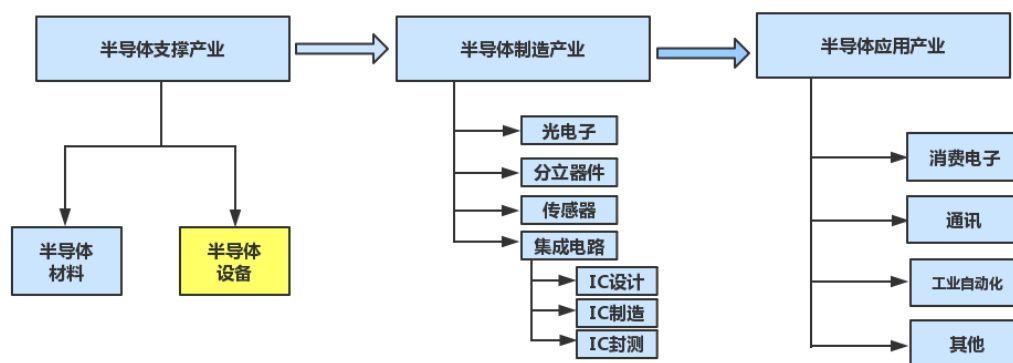 半导体支撑产业
半导体制造产业
半导体应用产业
光电子
分立器件
传感器
集成电路
IC设计
IC制造
IC封测
半导体
材料
半导体
设备
消费电子
通讯
工业自动化
其他